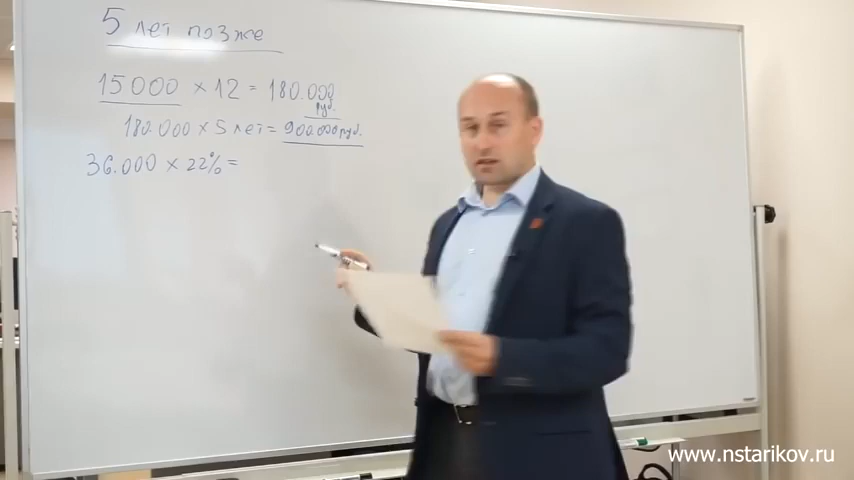 5 лет позже
15000 × 12 = 180.000
руб.
180.000 × 5 лет = 900.000 руб.
36.000 × 22% =
www.nstarikov.ru